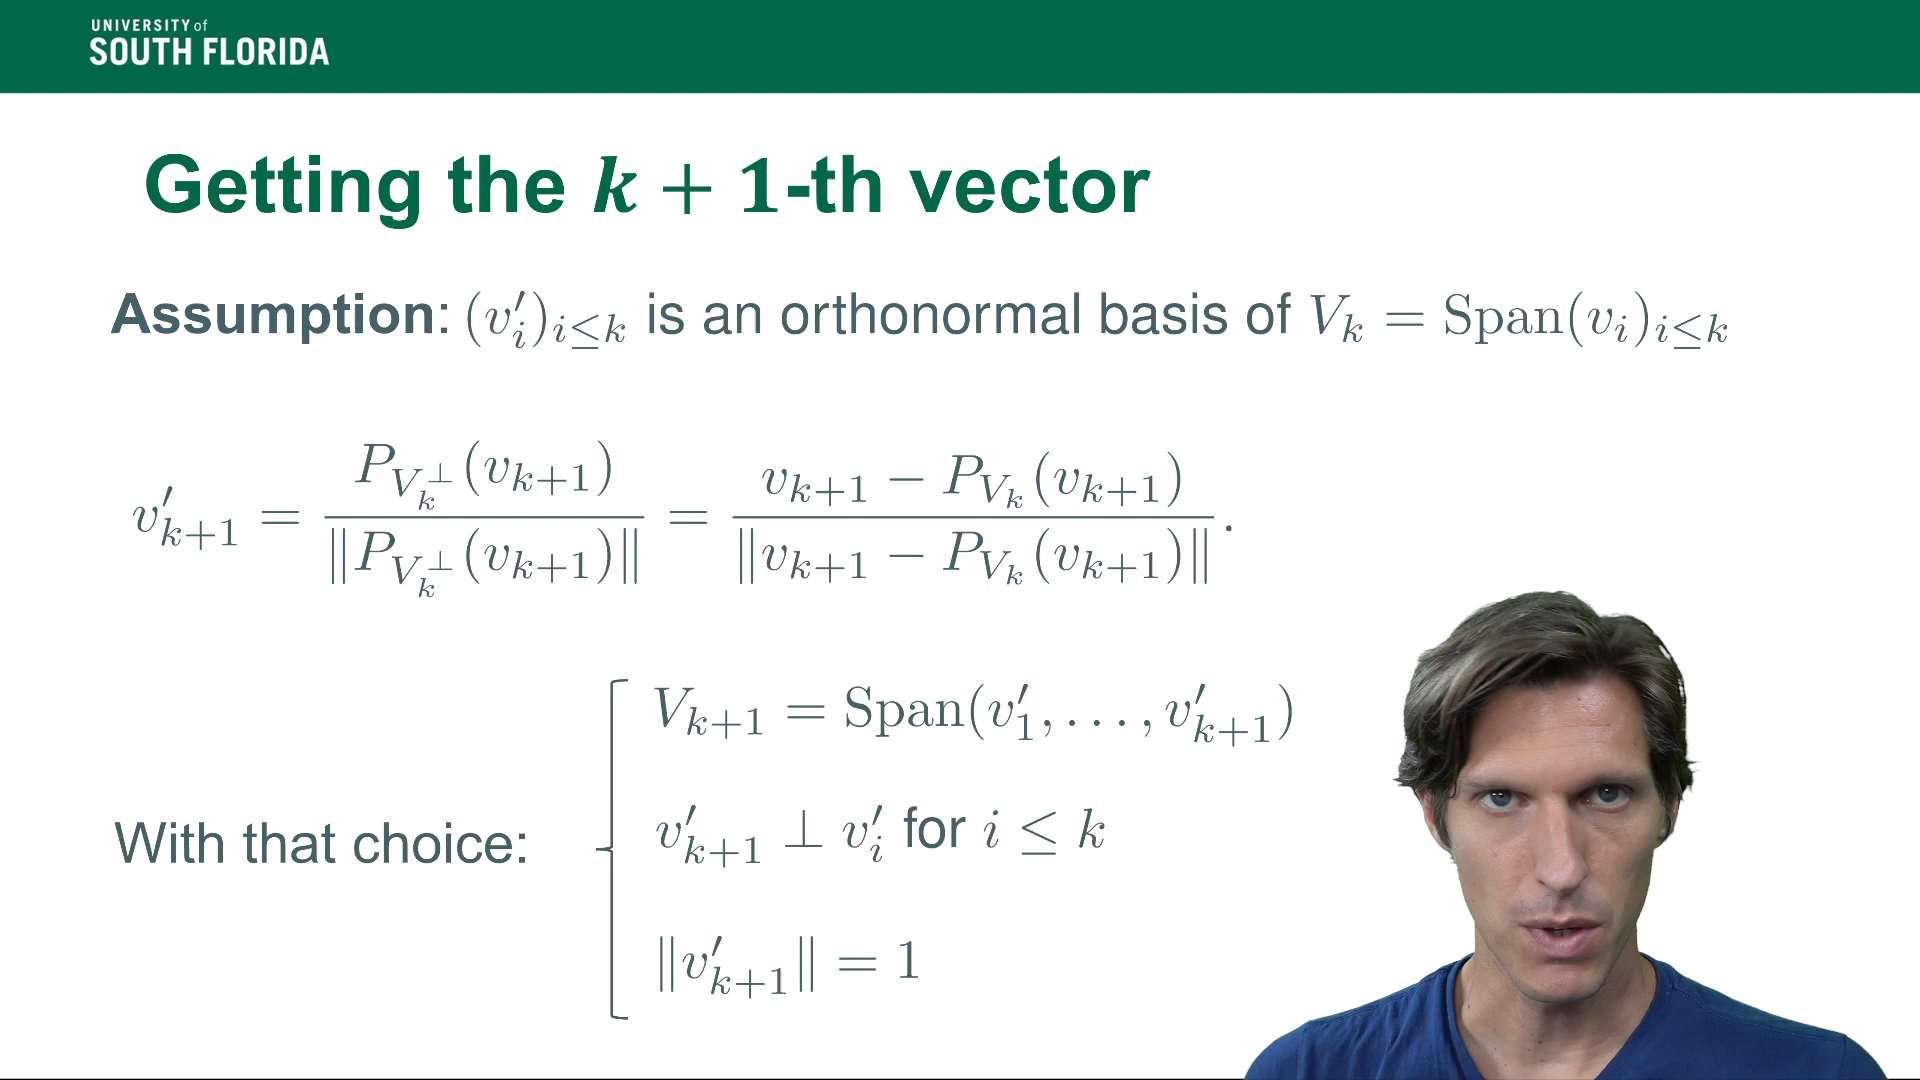 UNIVERSITY of
SOUTH FLORIDA
Getting the k + 1-th vector
Assumption: (v′_i)_{i≤k} is an orthonormal basis of V_k = Span(v_i)_{i≤k}
v′_{k+1} = P_{V_k^⊥}(v_{k+1}) / ‖P_{V_k^⊥}(v_{k+1})‖ = (v_{k+1} − P_{V_k}(v_{k+1})) / ‖v_{k+1} − P_{V_k}(v_{k+1})‖.
V_{k+1} = Span(v′_1, . . . , v′_{k+1})
With that choice: v′_{k+1} ⊥ v′_i for i ≤ k
‖v′_{k+1}‖ = 1